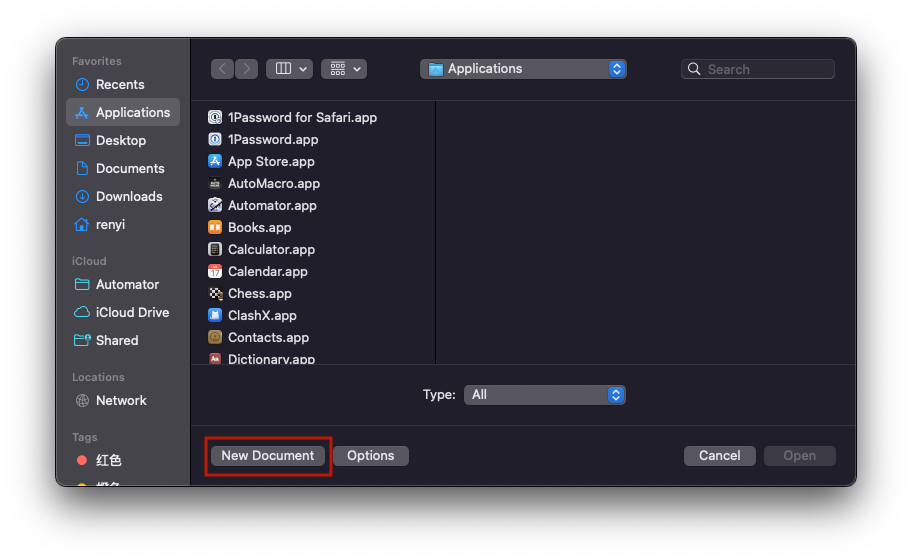 Favorites
Recents
Applications
Desktop
Documents
Downloads
renyi
iCloud
Automator
iCloud Drive
Shared
Locations
Network
Tags
红色
Applications
Search
1Password for Safari.app
1Password.app
App Store.app
AutoMacro.app
Automator.app
Books.app
Calculator.app
Calendar.app
Chess.app
ClashX.app
Contacts.app
Dictionary.app
Type: All
New Document Options Cancel Open